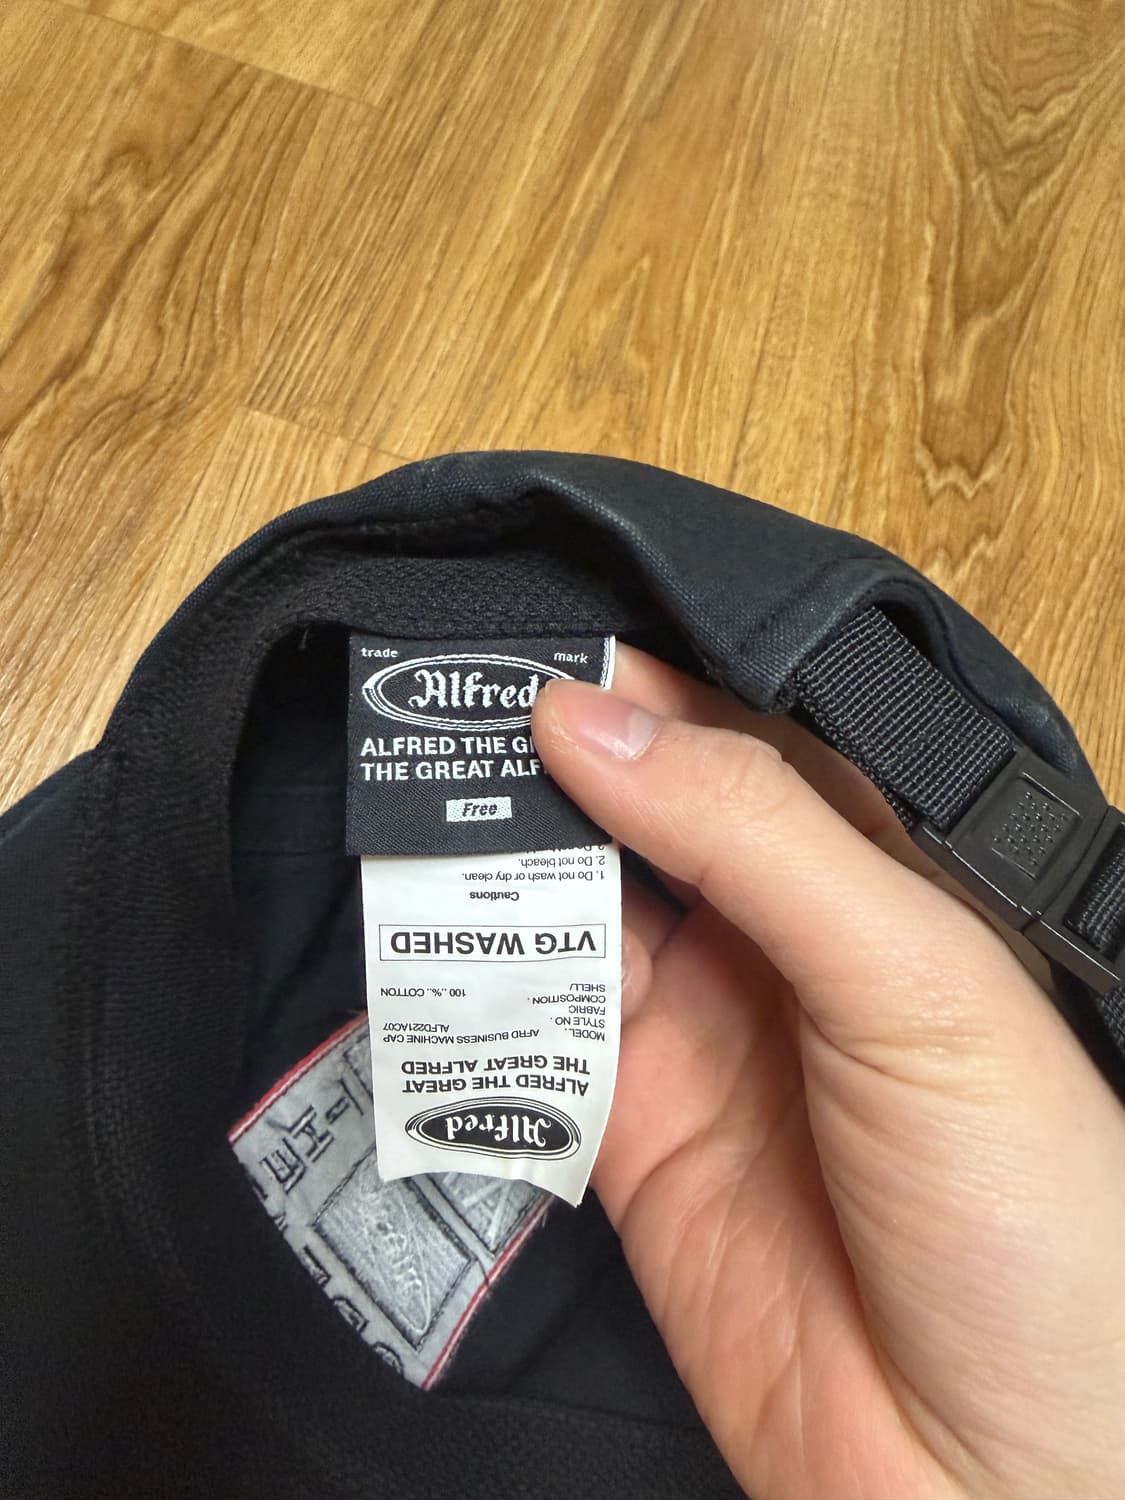 trade mark
Alfred
ALFRED THE G
THE GREAT ALF
Free
Alfred
ALFRED THE GREAT
THE GREAT ALFRED
MODEL. AFRD BUSINESS MACHINE CAP
STYLE NO. ALFD221AC07
FABRIC
COMPOSITION.
SHELL/ 100..%..COTTON
VTG WASHED
Cautions
1. Do not wash or dry clean.
2. Do not bleach.